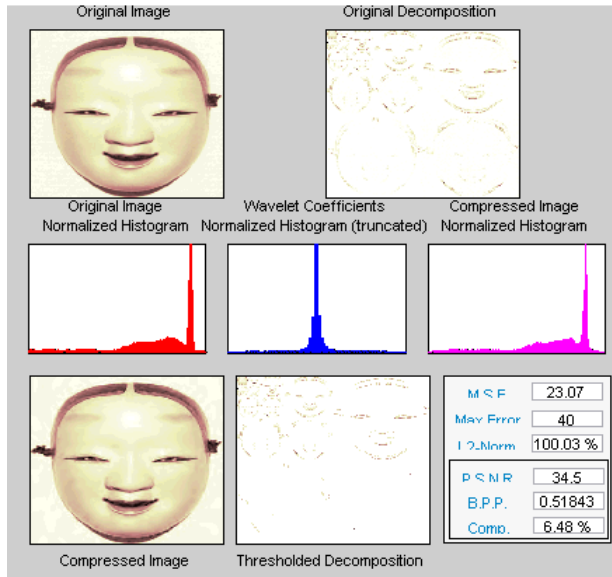 Original Image
Original Decomposition
Original Image
Normalized Histogram
Wavelet Coefficients
Normalized Histogram (truncated)
Compressed Image
Normalized Histogram
M.S.E. 23.07
Max Error 40
L2-Norm 100.03 %
P.S.N.R. 34.5
B.P.P. 0.51843
Comp. 6.48 %
Compressed Image
Thresholded Decomposition